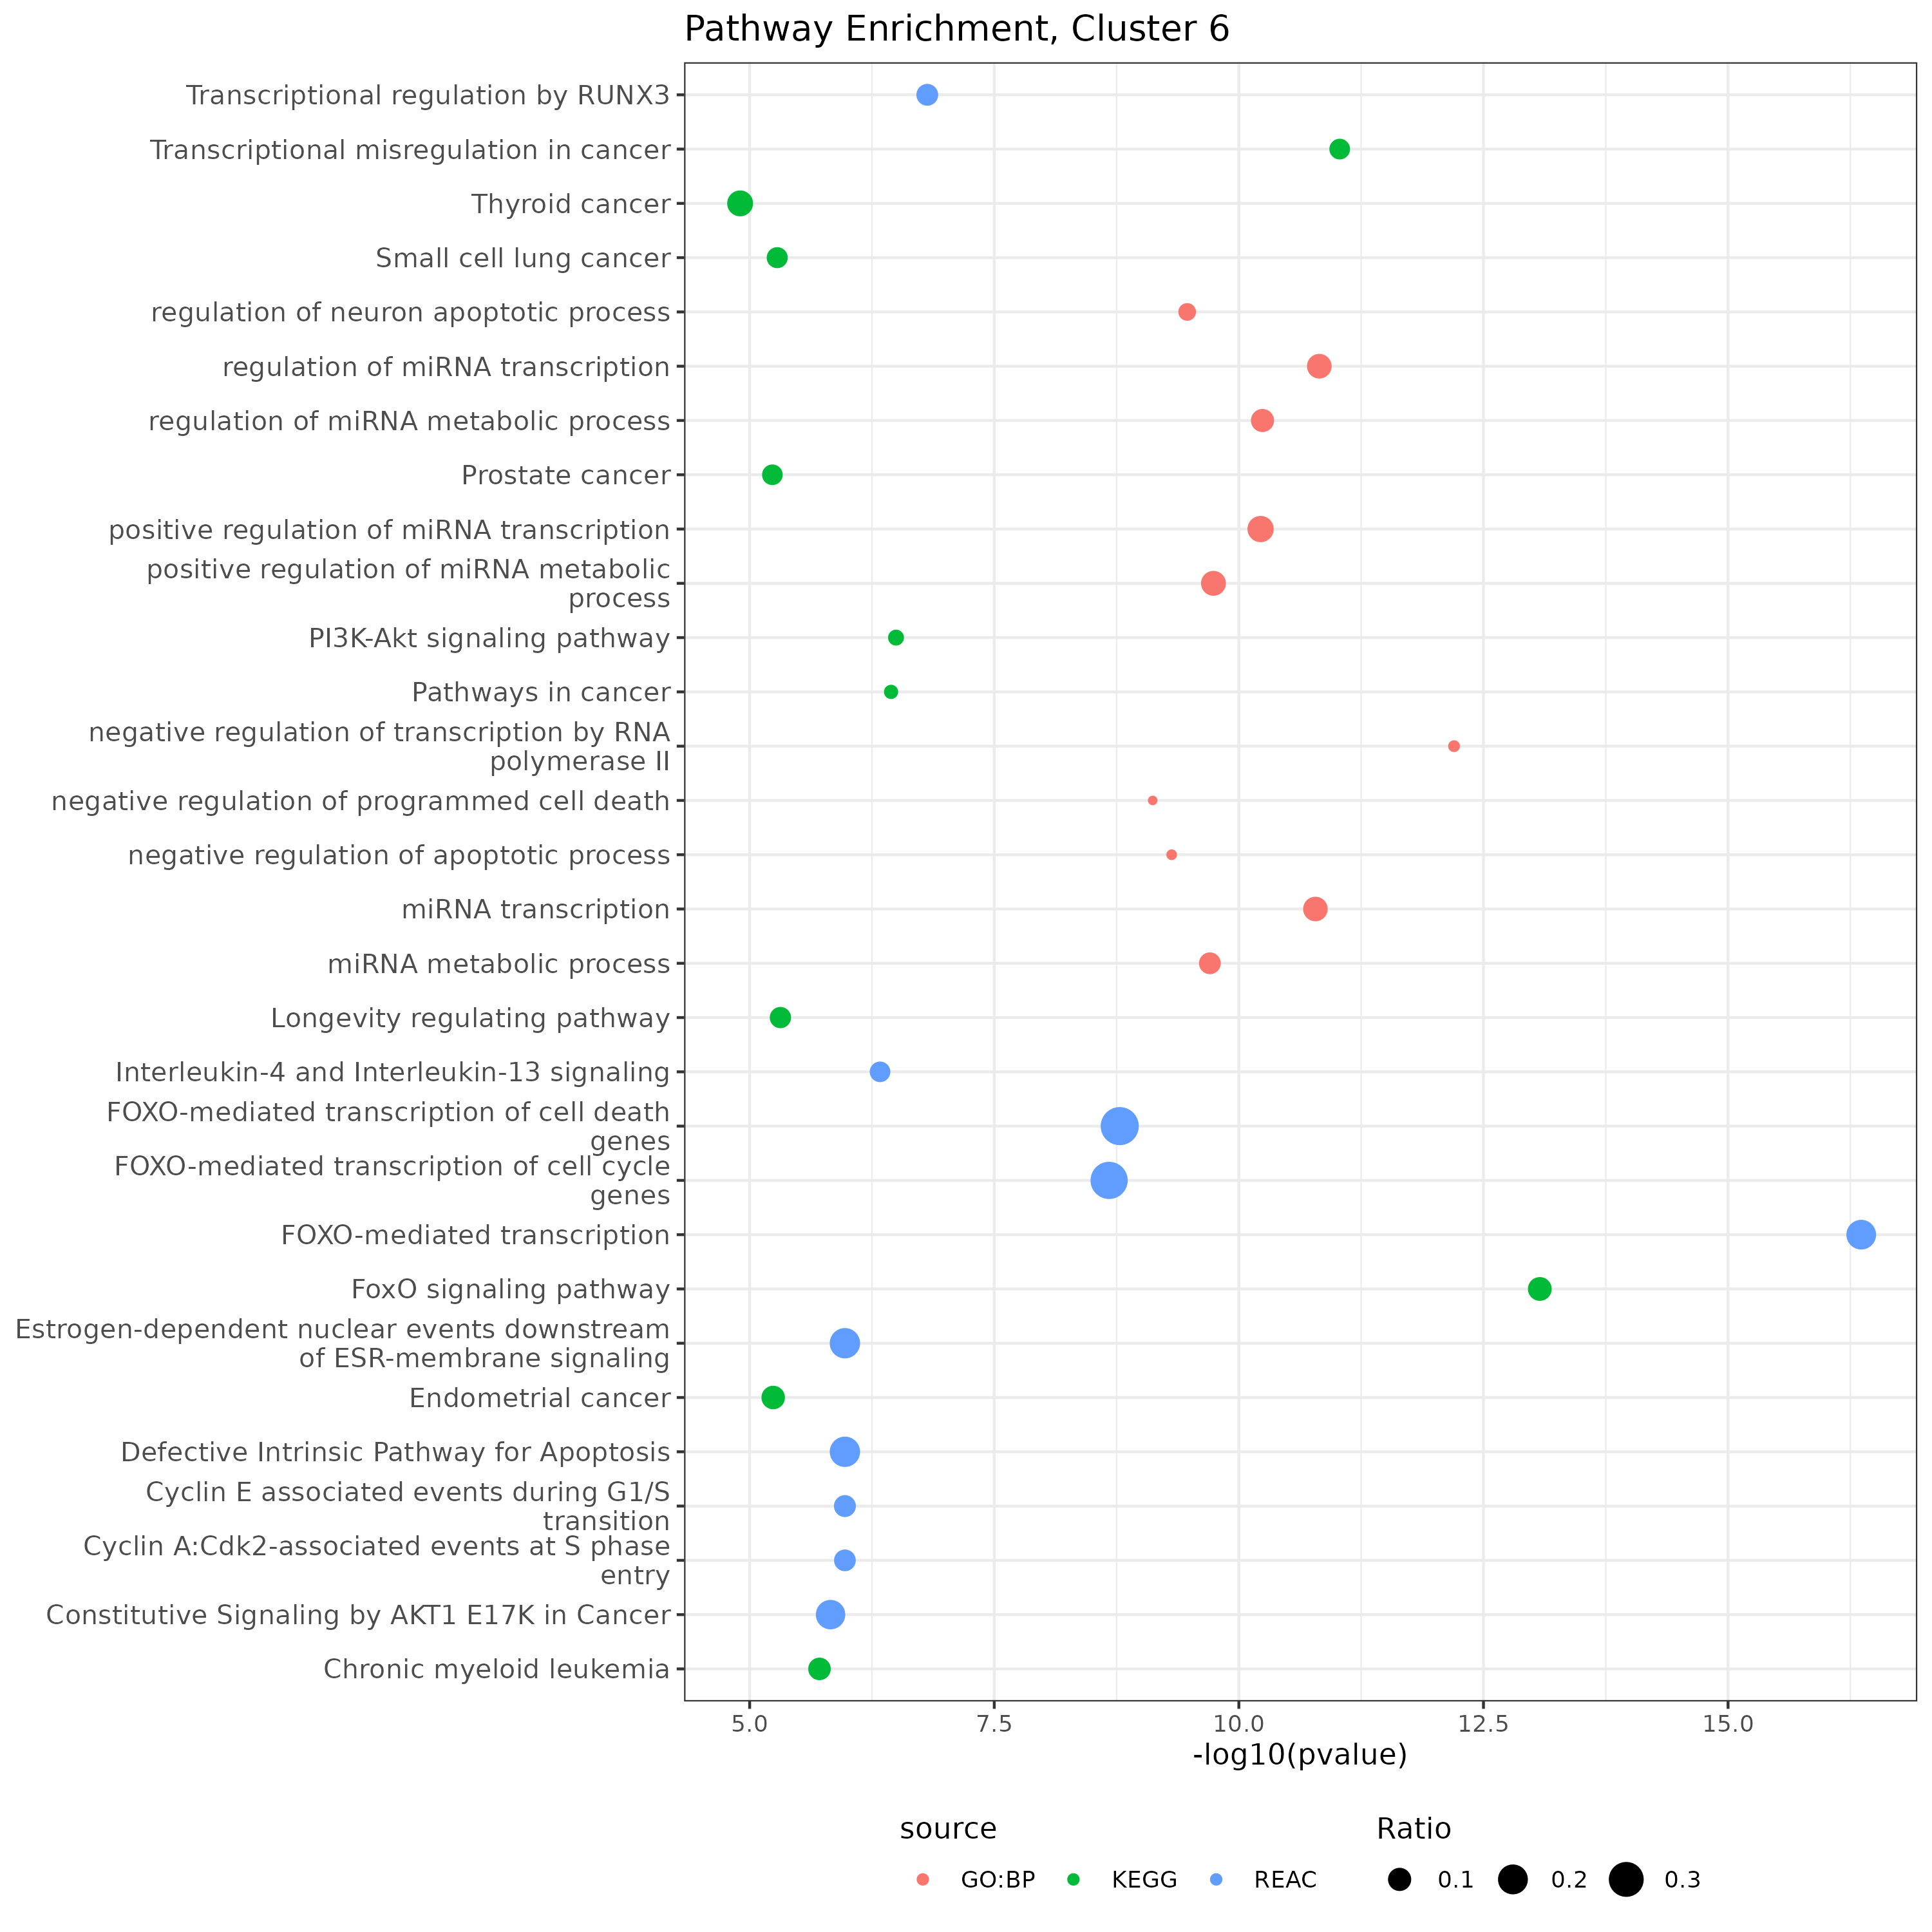 Pathway Enrichment, Cluster 6
Transcriptional regulation by RUNX3
Transcriptional misregulation in cancer
Thyroid cancer
Small cell lung cancer
regulation of neuron apoptotic process
regulation of miRNA transcription
regulation of miRNA metabolic process
Prostate cancer
positive regulation of miRNA transcription
positive regulation of miRNA metabolic
process
PI3K-Akt signaling pathway
Pathways in cancer
negative regulation of transcription by RNA
polymerase II
negative regulation of programmed cell death
negative regulation of apoptotic process
miRNA transcription
miRNA metabolic process
Longevity regulating pathway
Interleukin-4 and Interleukin-13 signaling
FOXO-mediated transcription of cell death
genes
FOXO-mediated transcription of cell cycle
genes
FOXO-mediated transcription
FoxO signaling pathway
Estrogen-dependent nuclear events downstream
of ESR-membrane signaling
Endometrial cancer
Defective Intrinsic Pathway for Apoptosis
Cyclin E associated events during G1/S
transition
Cyclin A:Cdk2-associated events at S phase
entry
Constitutive Signaling by AKT1 E17K in Cancer
Chronic myeloid leukemia
5.0 7.5 10.0 12.5 15.0
-log10(pvalue)
source Ratio
GO:BP KEGG REAC 0.1 0.2 0.3